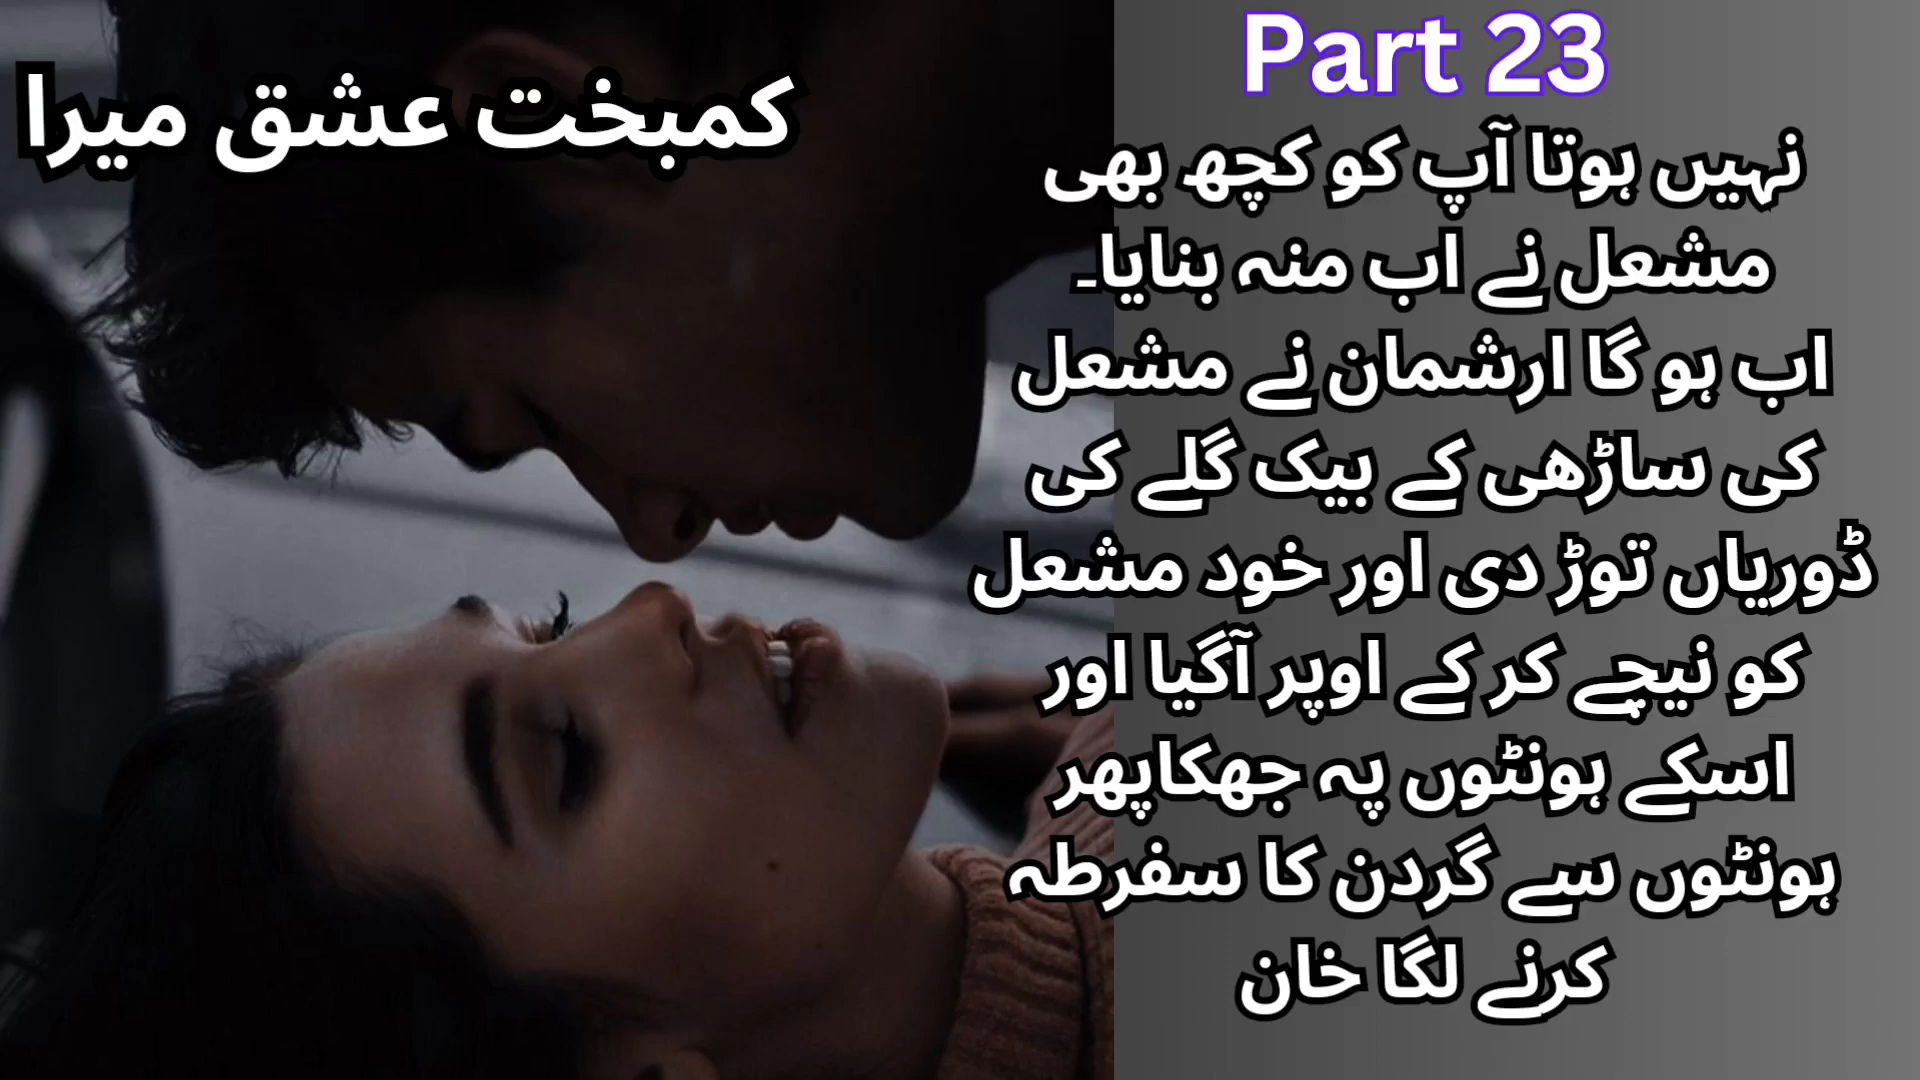 کمبخت عشق میرا
Part 23
نہیں ہوتا آپ کو کچھ بھی
مشعل نے اب منہ بنایا۔
اب ہو گا ارشمان نے مشعل
کی ساڑھی کے بیک گلے کی
ڈوریاں توڑ دی اور خود مشعل
کو نیچے کر کے اوپر آگیا اور
اسکے ہونٹوں پہ جھکاپھر
ہونٹوں سے گردن کا سفرطہ
کرنے لگا خان